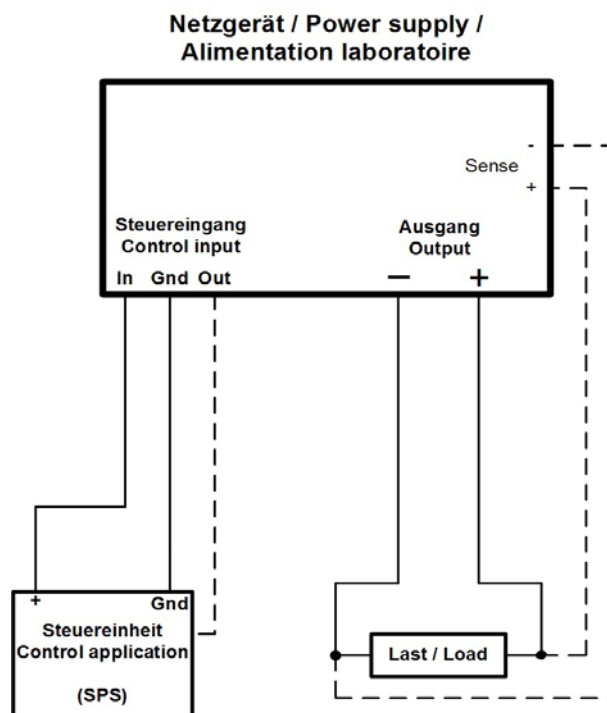 Netzgerät / Power supply /
Alimentation laboratoire
-
Sense
+
Steuereingang
Control input
Ausgang
Output
In Gnd Out
— +
+ Gnd
Steuereinheit
Control application
(SPS)
Last / Load